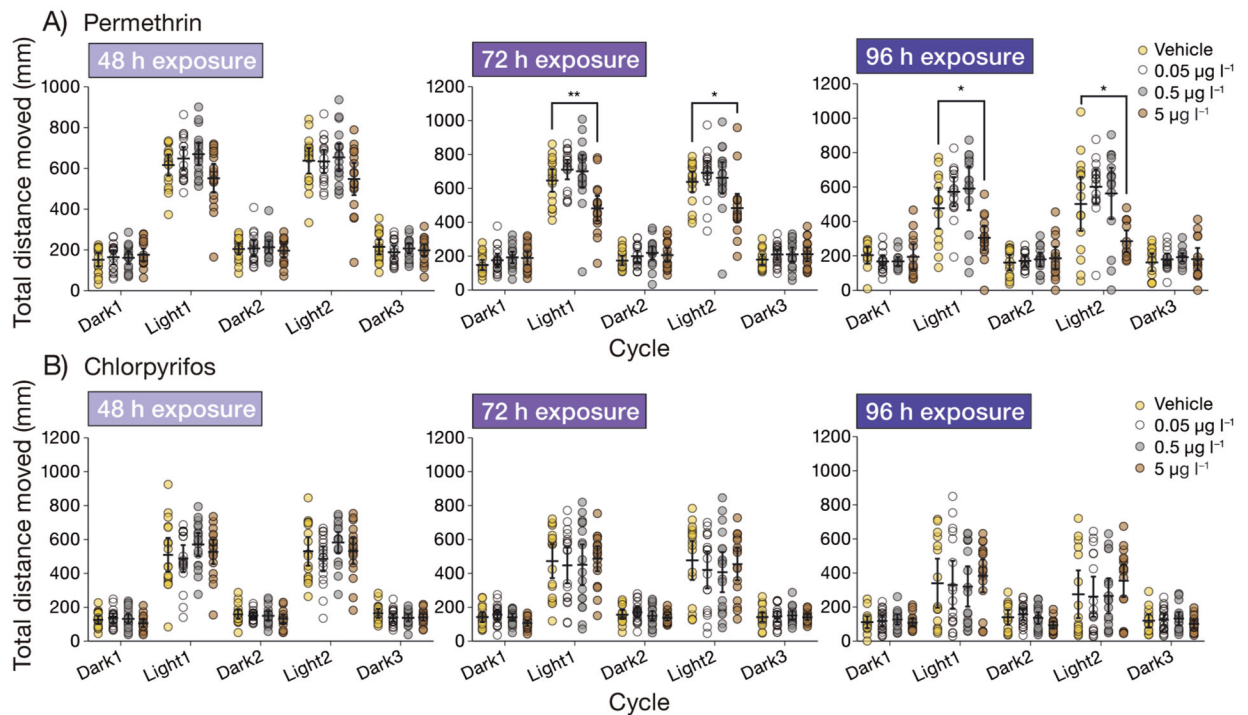 A) Permethrin
48 h exposure
72 h exposure
96 h exposure
Vehicle
0.05 µg l⁻¹
0.5 µg l⁻¹
5 µg l⁻¹
Total distance moved (mm)
1000
800
600
400
200
0
Dark1
Light1
Dark2
Light2
Dark3
1200
1000
800
600
400
200
0
**
*
Dark1
Light1
Dark2
Light2
Dark3
1200
1000
800
600
400
200
0
*
*
Dark1
Light1
Dark2
Light2
Dark3
Cycle
B) Chlorpyrifos
48 h exposure
72 h exposure
96 h exposure
Vehicle
0.05 µg l⁻¹
0.5 µg l⁻¹
5 µg l⁻¹
Total distance moved (mm)
1200
1000
800
600
400
200
0
Dark1
Light1
Dark2
Light2
Dark3
1200
1000
800
600
400
200
0
Dark1
Light1
Dark2
Light2
Dark3
1200
1000
800
600
400
200
0
Dark1
Light1
Dark2
Light2
Dark3
Cycle